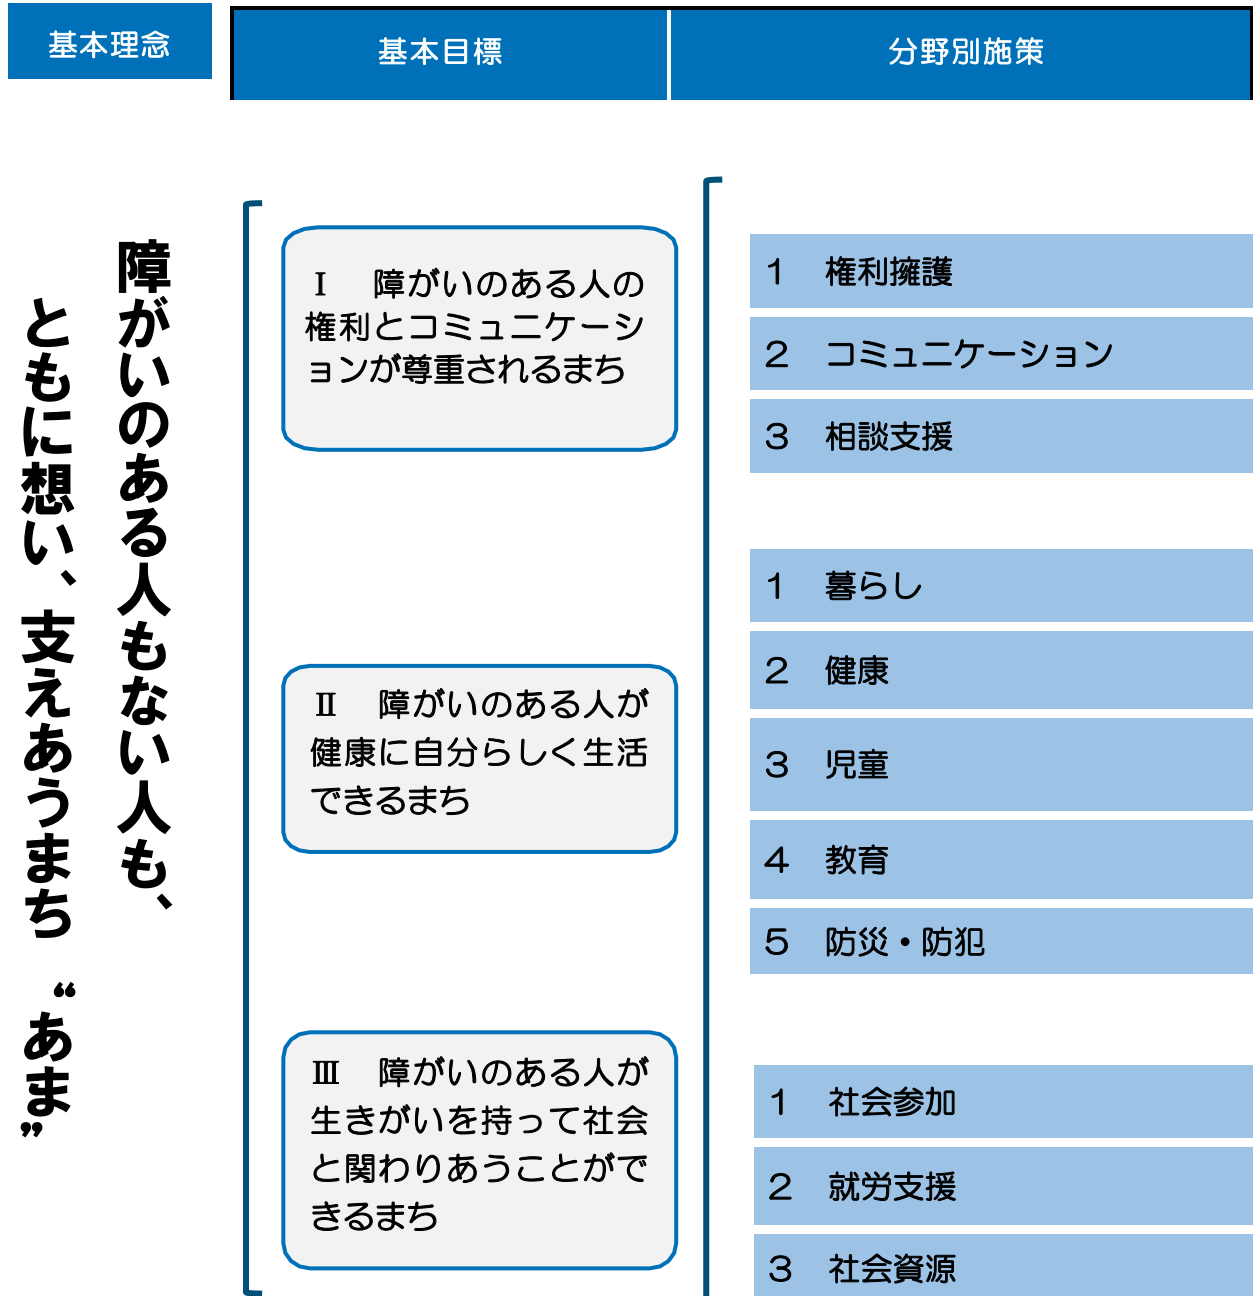 基本理念
基本目標
分野別施策
障がいのある人もない人も、
ともに想い、支えあうまち “あま”
Ⅰ 障がいのある人の
権利とコミュニケーシ
ョンが尊重されるまち
1 権利擁護
2 コミュニケーション
3 相談支援
Ⅱ 障がいのある人が
健康に自分らしく生活
できるまち
1 暮らし
2 健康
3 児童
4 教育
5 防災・防犯
Ⅲ 障がいのある人が
生きがいを持って社会
と関わりあうことがで
きるまち
1 社会参加
2 就労支援
3 社会資源